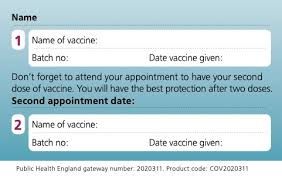 Name
1 Name of vaccine:
Batch no: Date vaccine given:
Don't forget to attend your appointment to have your second
dose of vaccine. You will have the best protection after two doses.
Second appointment date:
2 Name of vaccine:
Batch no: Date vaccine given:
Public Health England gateway number: 2020311. Product code: COV2020311